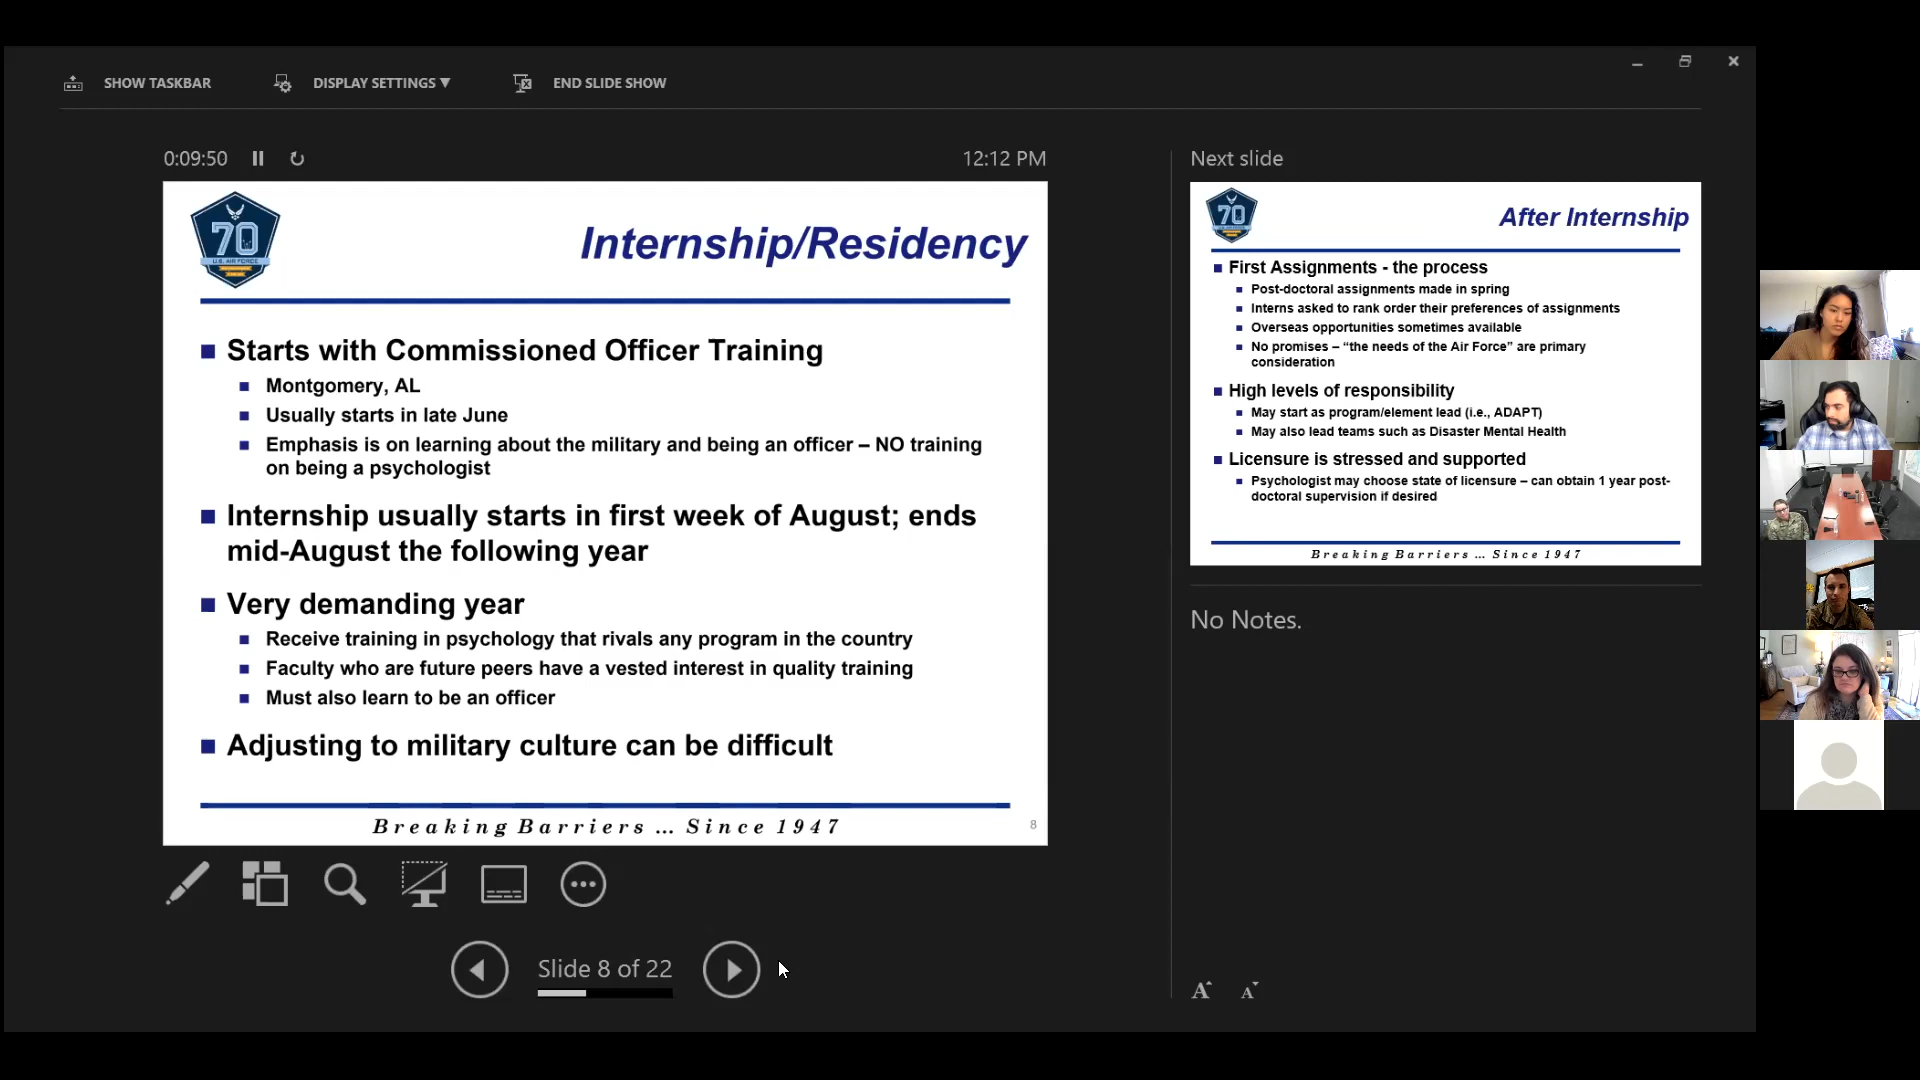 SHOW TASKBAR
DISPLAY SETTINGS ▼
END SLIDE SHOW
0:09:50
12:12 PM
70
U.S. AIR FORCE
Internship/Residency
Starts with Commissioned Officer Training
Montgomery, AL
Usually starts in late June
Emphasis is on learning about the military and being an officer – NO training
on being a psychologist
Internship usually starts in first week of August; ends
mid-August the following year
Very demanding year
Receive training in psychology that rivals any program in the country
Faculty who are future peers have a vested interest in quality training
Must also learn to be an officer
Adjusting to military culture can be difficult
Breaking Barriers ... Since 1947
8
Slide 8 of 22
Next slide
70
After Internship
First Assignments - the process
Post-doctoral assignments made in spring
Interns asked to rank order their preferences of assignments
Overseas opportunities sometimes available
No promises – “the needs of the Air Force” are primary
consideration
High levels of responsibility
May start as program/element lead (i.e., ADAPT)
May also lead teams such as Disaster Mental Health
Licensure is stressed and supported
Psychologist may choose state of licensure – can obtain 1 year post-
doctoral supervision if desired
Breaking Barriers ... Since 1947
No Notes.
A A